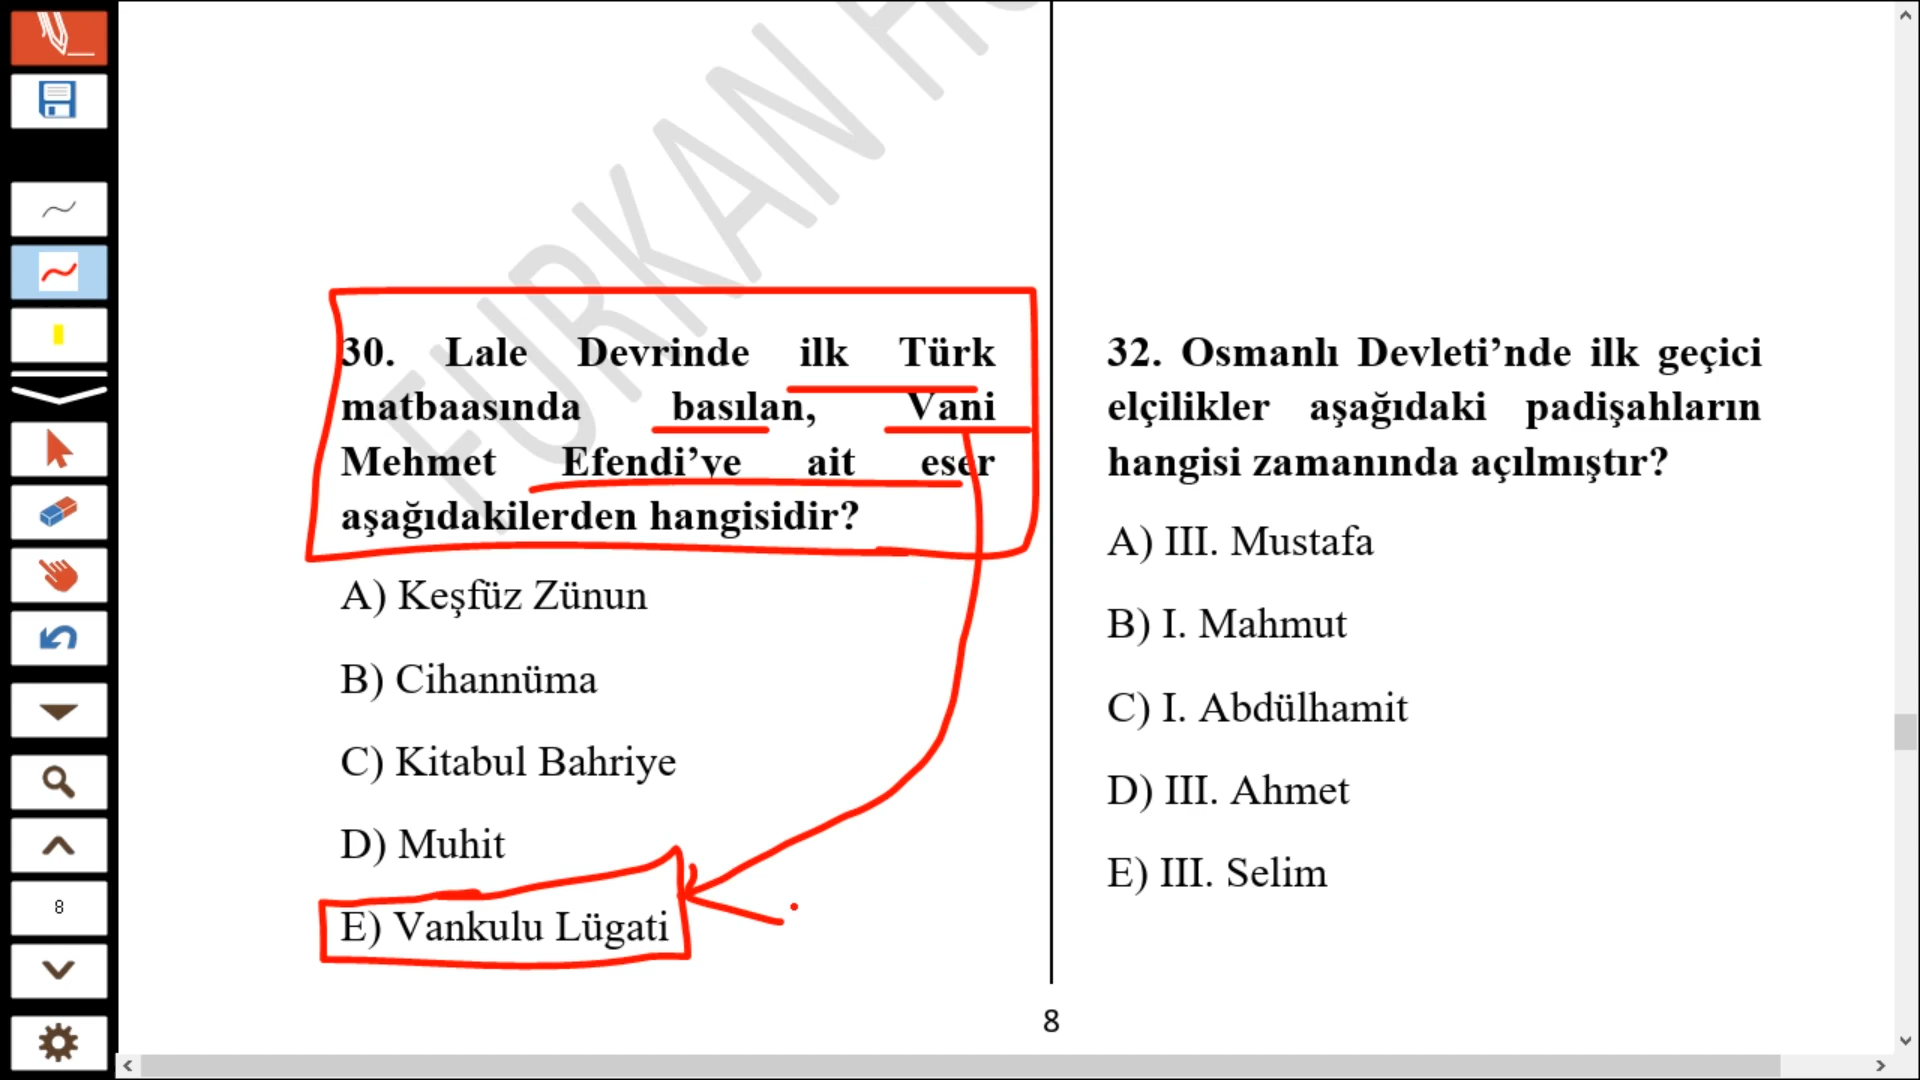 FURKAN HO
30. Lale Devrinde ilk Türk
matbaasında basılan, Vani
Mehmet Efendi’ye ait eser
aşağıdakilerden hangisidir?
A) Keşfüz Zünun
B) Cihannüma
C) Kitabul Bahriye
D) Muhit
E) Vankulu Lügati
32. Osmanlı Devleti’nde ilk geçici
elçilikler aşağıdaki padişahların
hangisi zamanında açılmıştır?
A) III. Mustafa
B) I. Mahmut
C) I. Abdülhamit
D) III. Ahmet
E) III. Selim
8
8